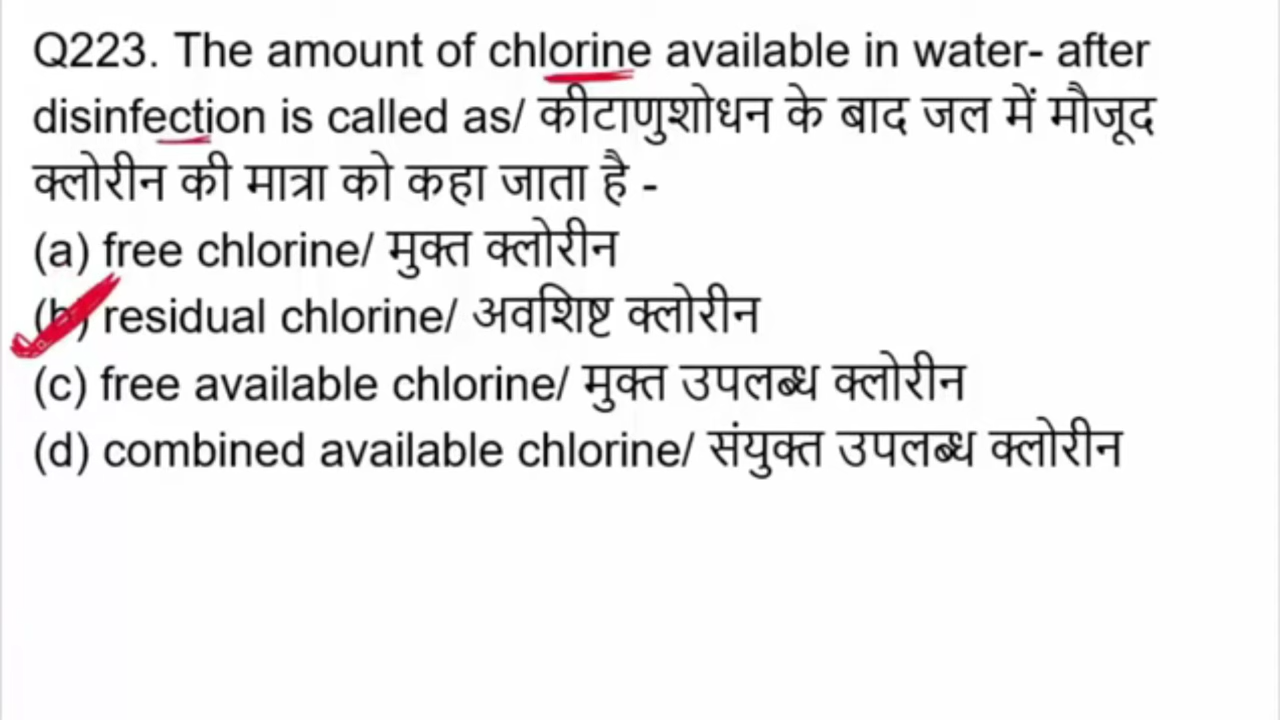 Q223. The amount of chlorine available in water- after
disinfection is called as/ कीटाणुशोधन के बाद जल में मौजूद
क्लोरीन की मात्रा को कहा जाता है -
(a) free chlorine/ मुक्त क्लोरीन
(b) residual chlorine/ अवशिष्ट क्लोरीन
(c) free available chlorine/ मुक्त उपलब्ध क्लोरीन
(d) combined available chlorine/ संयुक्त उपलब्ध क्लोरीन